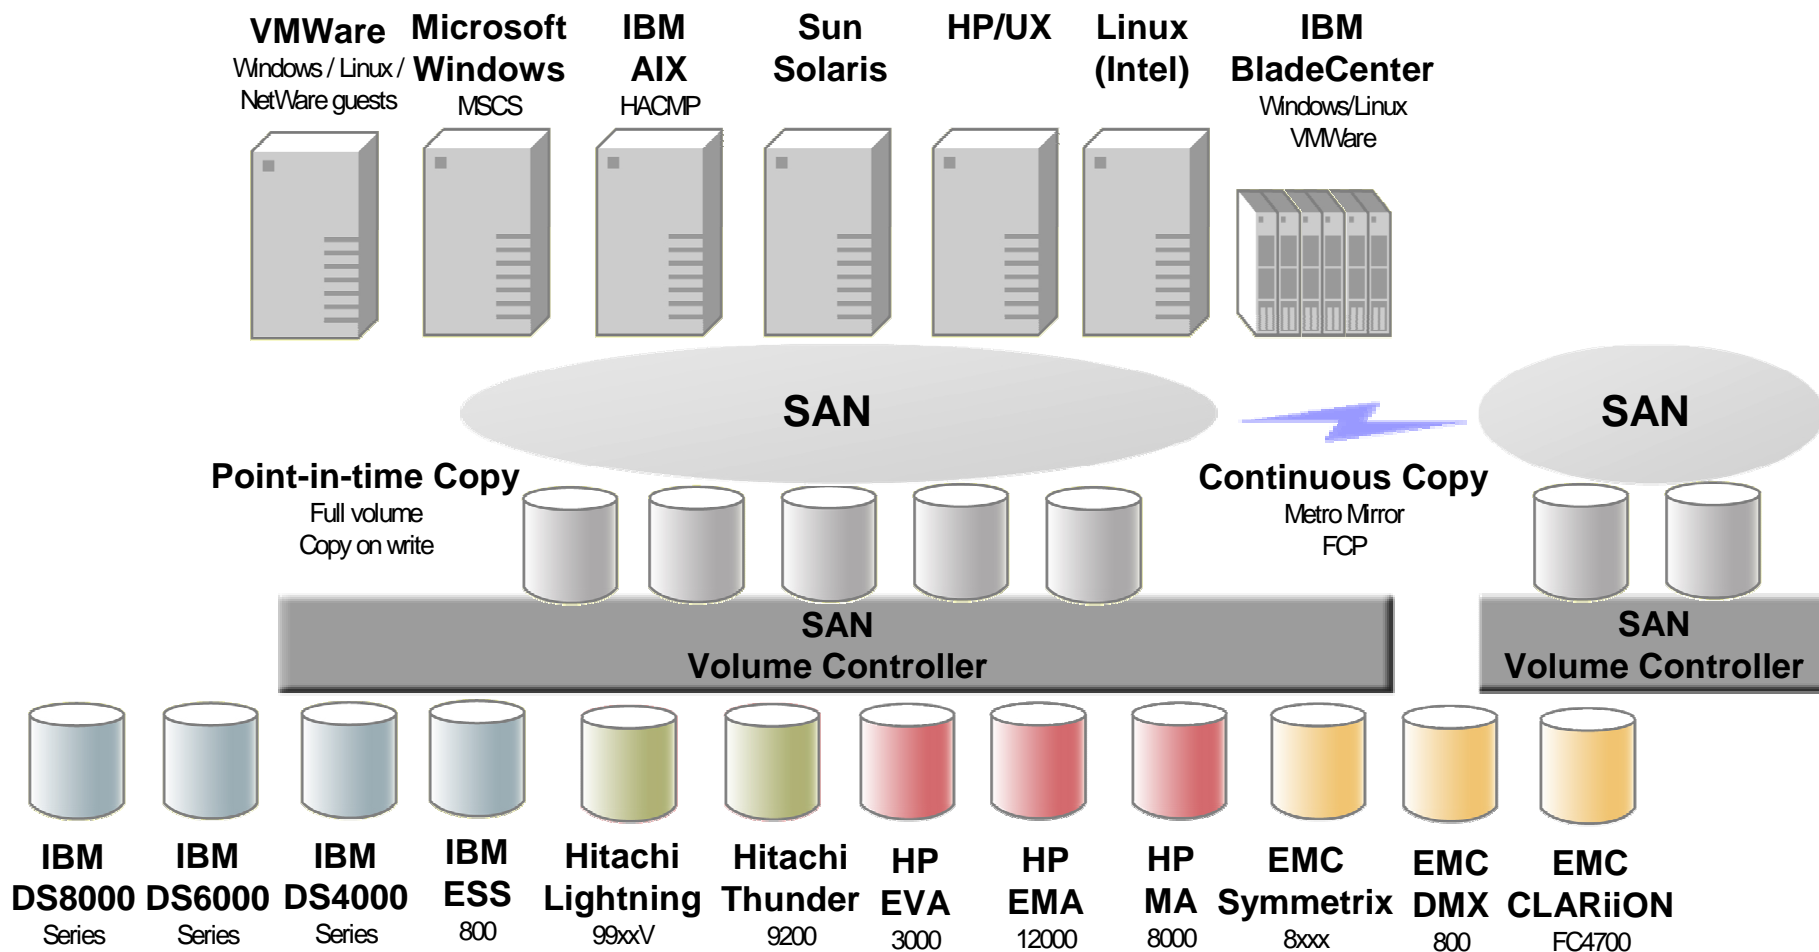 VMWare
Windows / Linux /
NetWare guests
Microsoft
Windows
MSCS
IBM
AIX
HACMP
Sun
Solaris
HP/UX
Linux
(Intel)
IBM
BladeCenter
Windows/Linux
VMWare
SAN
SAN
Point-in-time Copy
Full volume
Copy on write
Continuous Copy
Metro Mirror
FCP
SAN
Volume Controller
SAN
Volume Controller
IBM
DS8000
Series
IBM
DS6000
Series
IBM
DS4000
Series
IBM
ESS
800
Hitachi
Lightning
99xxV
Hitachi
Thunder
9200
HP
EVA
3000
HP
EMA
12000
HP
MA
8000
EMC
Symmetrix
8xxx
EMC
DMX
800
EMC
CLARiiON
FC4700